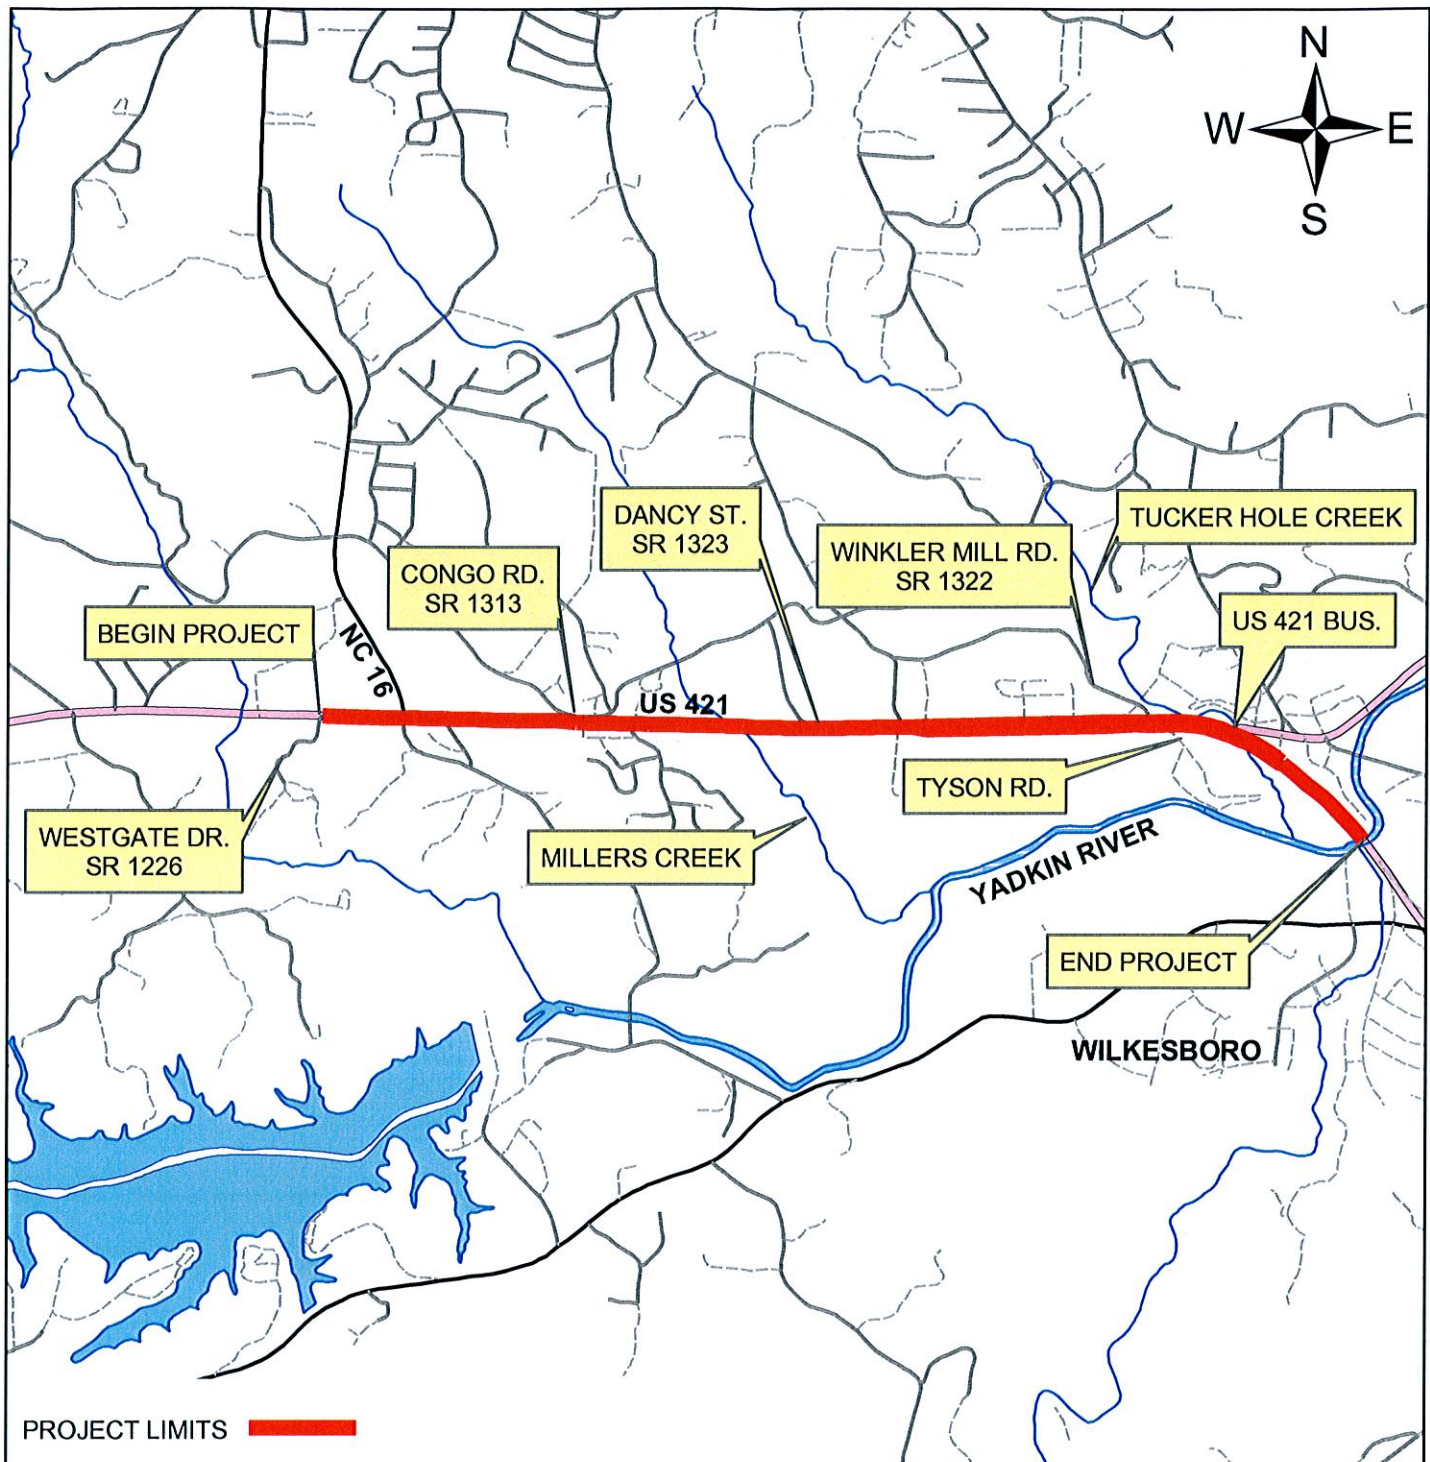 N
W E
S
DANCY ST.
SR 1323
TUCKER HOLE CREEK
WINKLER MILL RD.
SR 1322
CONGO RD.
SR 1313
BEGIN PROJECT
US 421 BUS.
NC 16
US 421
TYSON RD.
WESTGATE DR.
SR 1226
MILLERS CREEK
YADKIN RIVER
END PROJECT
WILKESBORO
PROJECT LIMITS